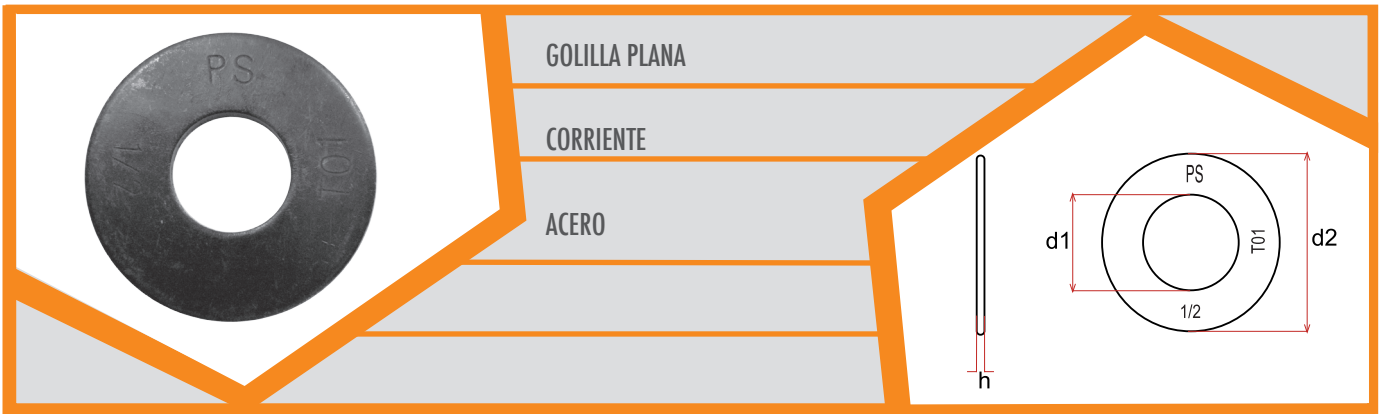 PS
T01
GOLILLA PLANA
CORRIENTE
ACERO
PS
d1
T01
d2
1/2
h